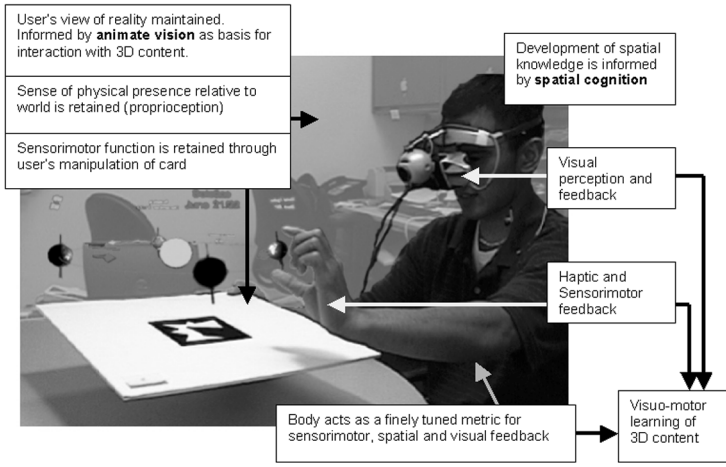 User's view of reality maintained.
Informed by animate vision as basis for
interaction with 3D content.
Sense of physical presence relative to
world is retained (proprioception)
Sensorimotor function is retained through
user's manipulation of card
Development of spatial
knowledge is informed
by spatial cognition
Visual
perception and
feedback
Haptic and
Sensorimotor
feedback
Body acts as a finely tuned metric for
sensorimotor, spatial and visual feedback
Visuo-motor
learning of
3D content